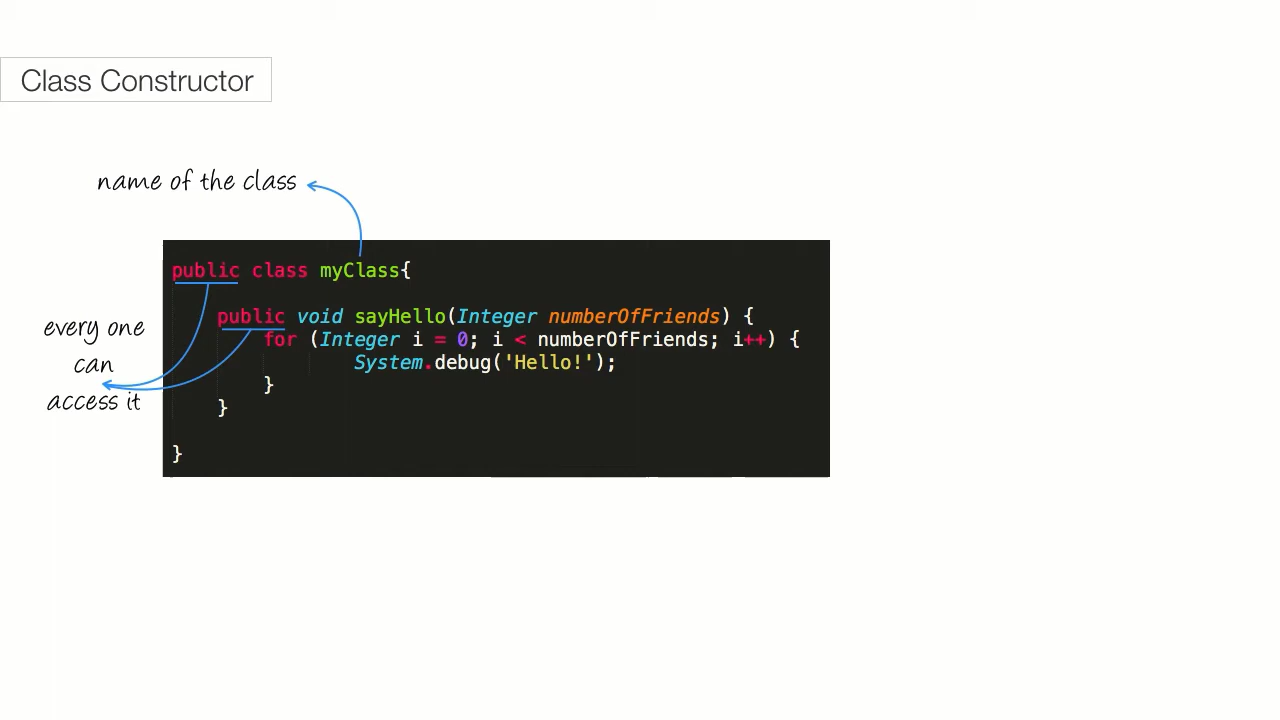 Class Constructor
name of the class
public class myClass{
public void sayHello(Integer numberOfFriends) {
for (Integer i = 0; i < numberOfFriends; i++) {
System.debug('Hello!');
}
}
}
every one
can
access it